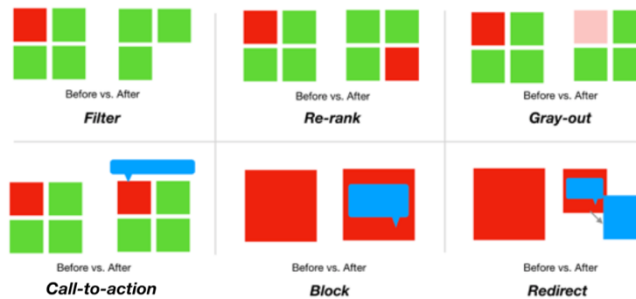 Before vs. After
Filter
Before vs. After
Re-rank
Before vs. After
Gray-out
Before vs. After
Call-to-action
Before vs. After
Block
Before vs. After
Redirect